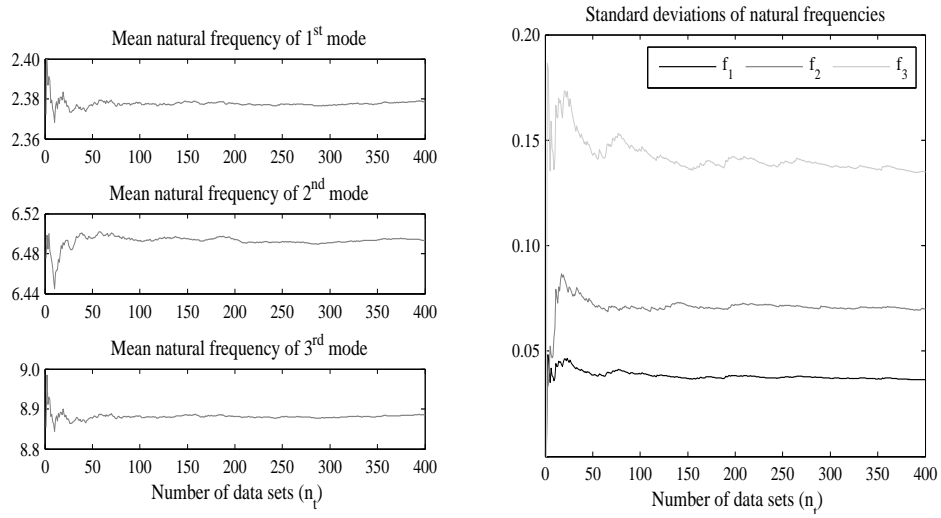 Mean natural frequency of 1st mode
2.40
2.38
2.36
0 50 100 150 200 250 300 350 400
Mean natural frequency of 2nd mode
6.52
6.48
6.44
0 50 100 150 200 250 300 350 400
Mean natural frequency of 3rd mode
9.0
8.9
8.8
0 50 100 150 200 250 300 350 400
Number of data sets (nt)
Standard deviations of natural frequencies
0.20
f1 f2 f3
0.15
0.10
0.05
0 50 100 150 200 250 300 350 400
Number of data sets (nt)